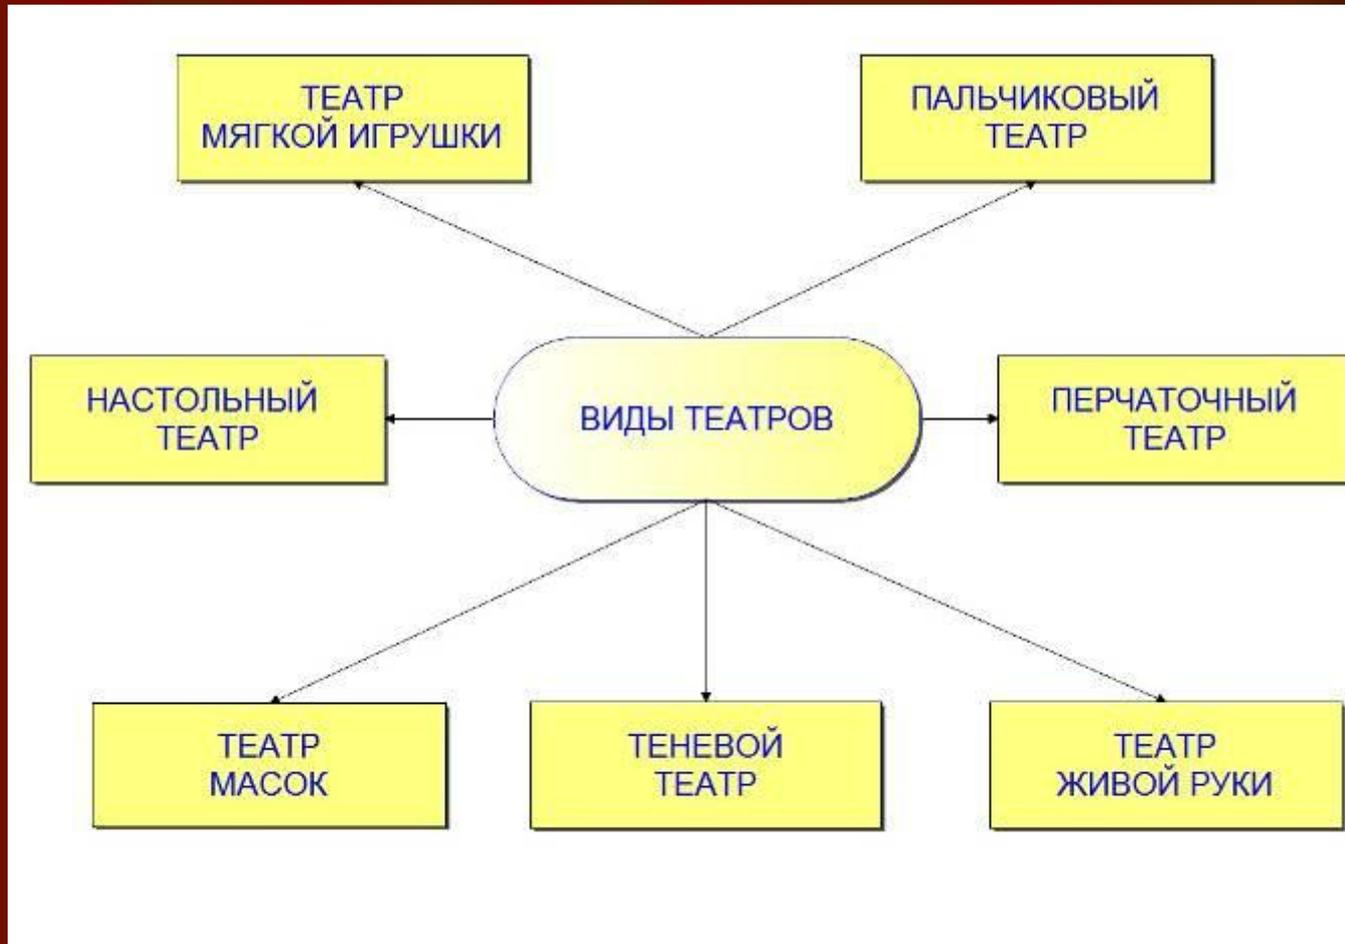 ТЕАТР
МЯГКОЙ ИГРУШКИ
ПАЛЬЧИКОВЫЙ
ТЕАТР
НАСТОЛЬНЫЙ
ТЕАТР
ВИДЫ ТЕАТРОВ
ПЕРЧАТОЧНЫЙ
ТЕАТР
ТЕАТР
МАСОК
ТЕНЕВОЙ
ТЕАТР
ТЕАТР
ЖИВОЙ РУКИ